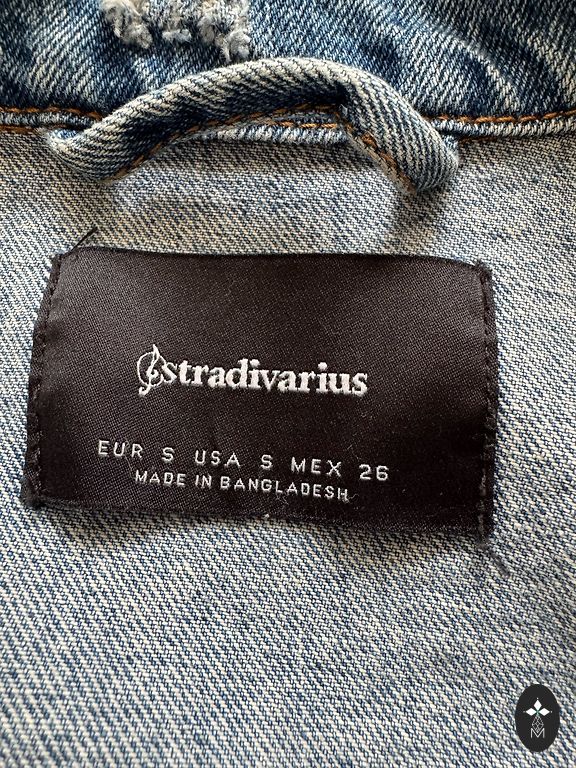 stradivarius
EUR S USA S MEX 26
MADE IN BANGLADESH
M